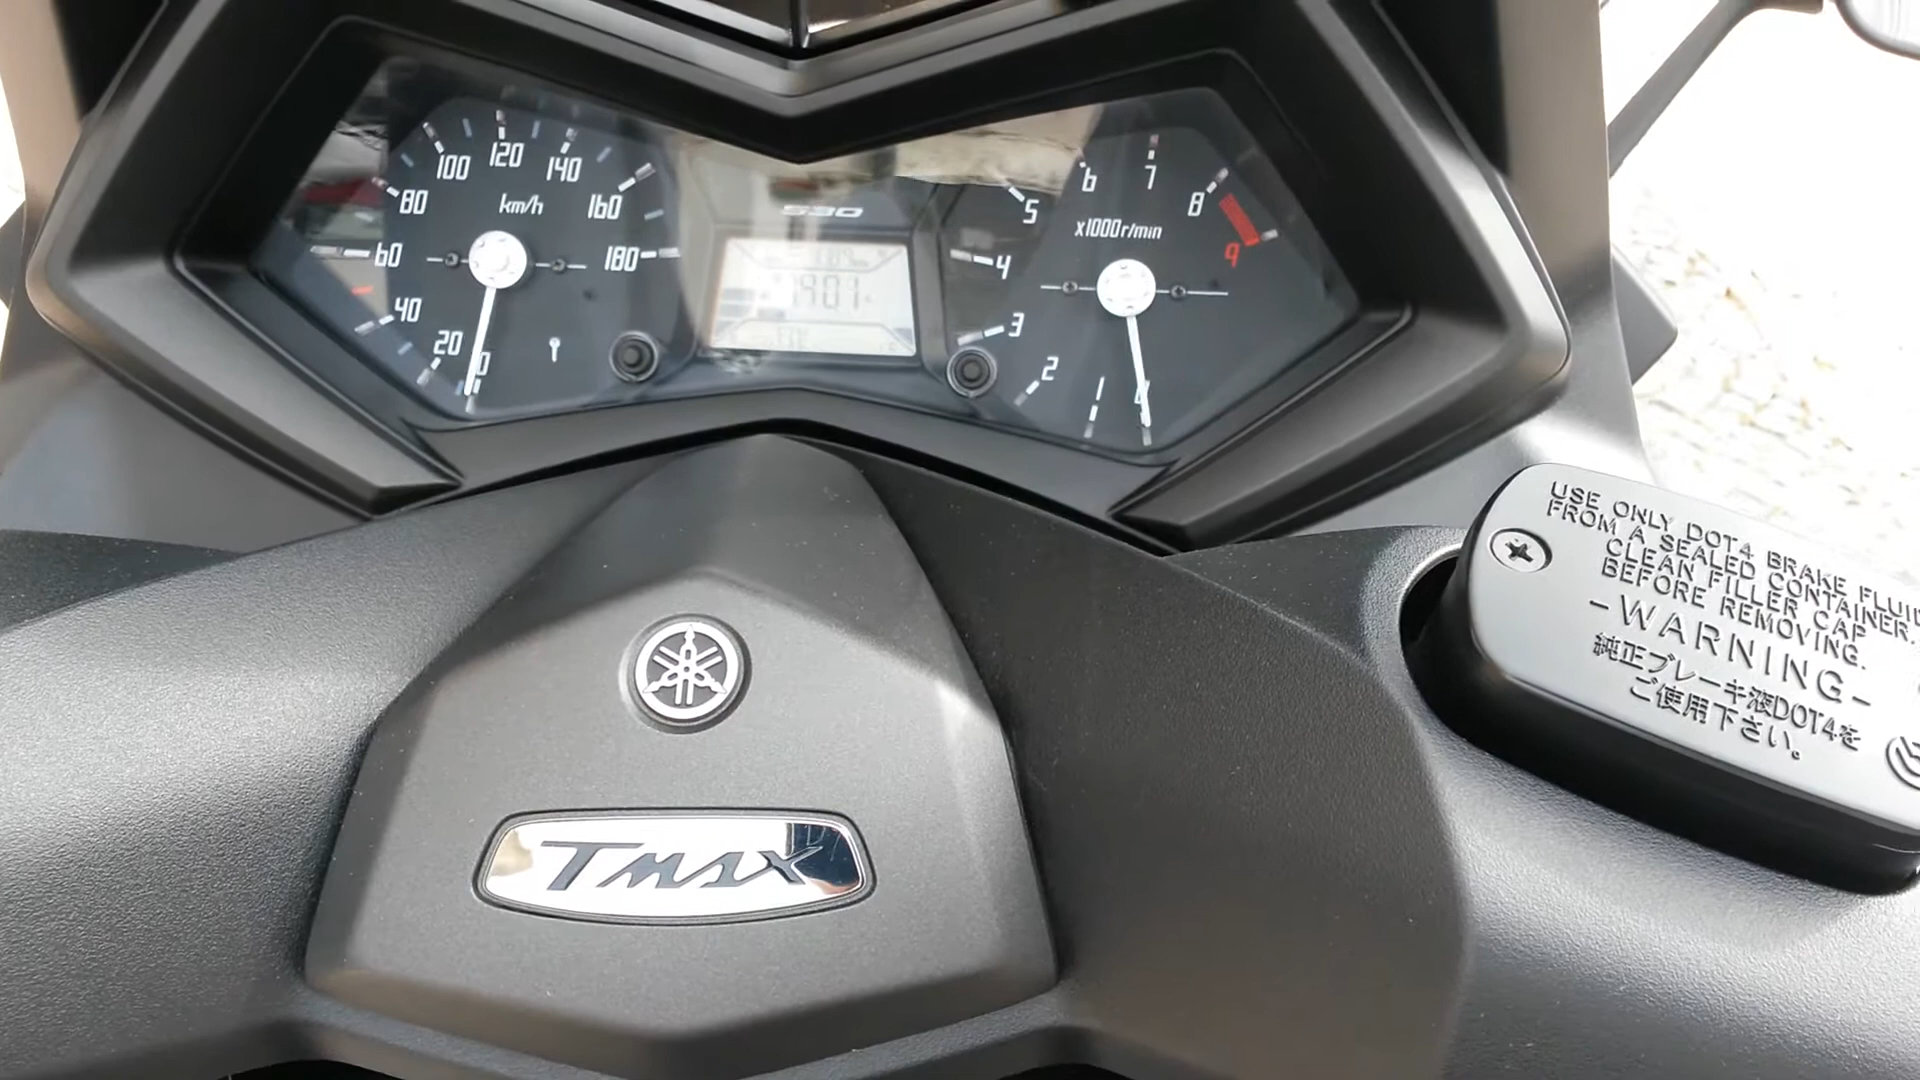 100 120 140
80 km/h 160
60 180
40
20
0
530
6 7 8
5 x1000r/min 9
4
3
2
1
TMAX
USE ONLY DOT4 BRAKE FLUID
FROM A SEALED CONTAINER.
CLEAN FILLER CAP
BEFORE REMOVING.
-WARNING-
純正ブレーキ液DOT4を
ご使用下さい。